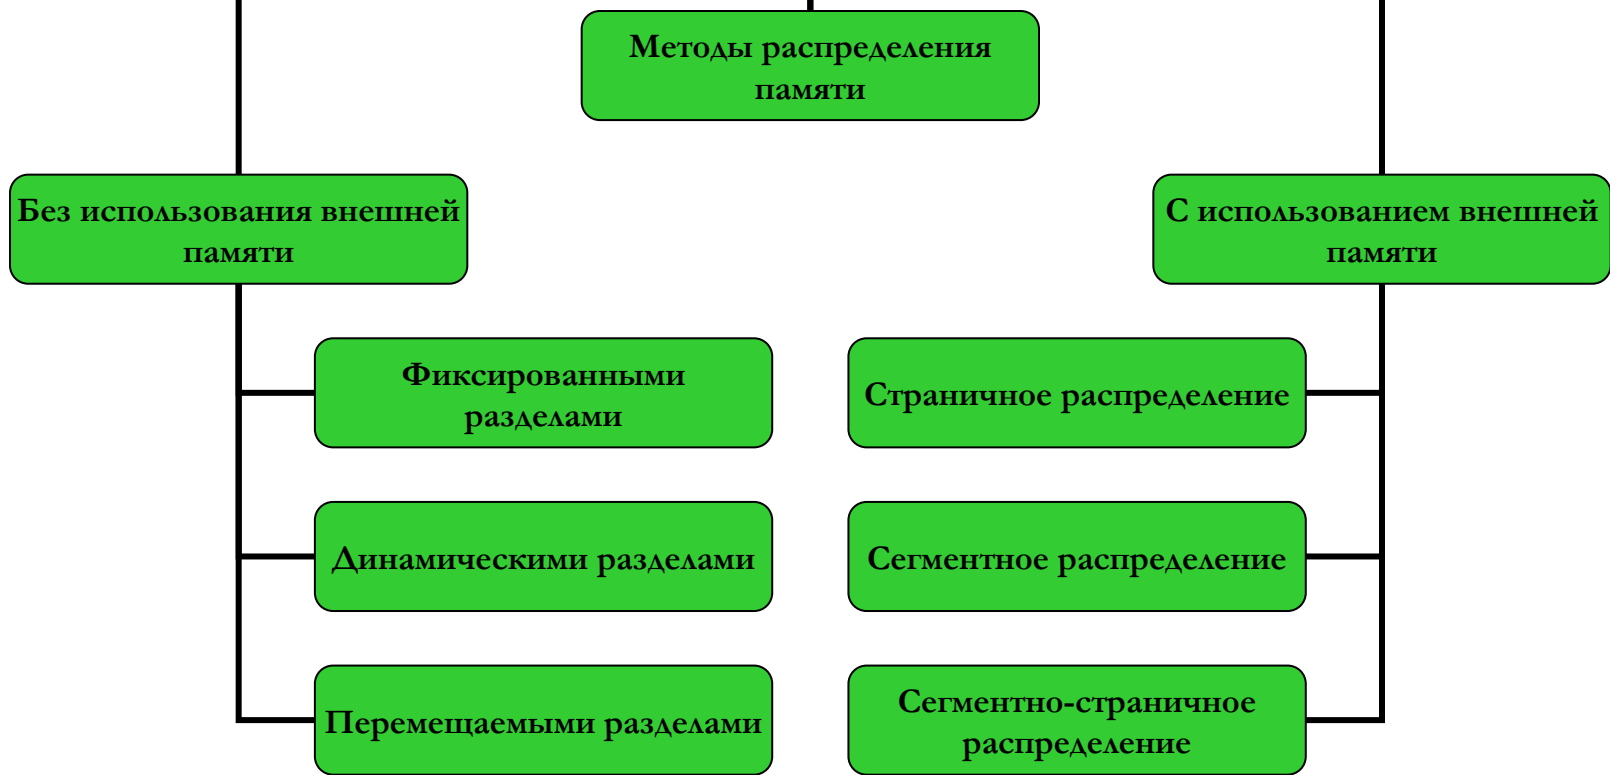 Методы распределения
памяти
Без использования внешней
памяти
С использованием внешней
памяти
Фиксированными
разделами
Страничное распределение
Динамическими разделами
Сегментное распределение
Перемещаемыми разделами
Сегментно-страничное
распределение